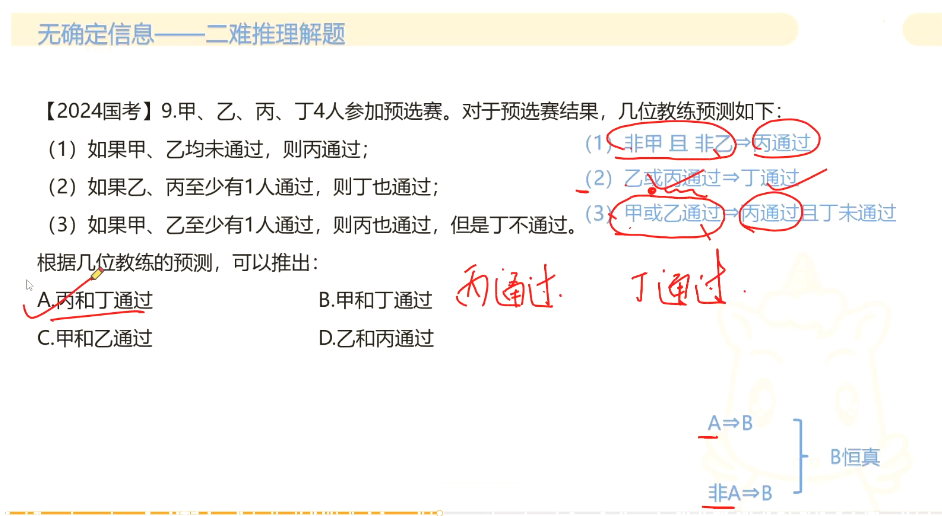 无确定信息——二难推理解题
【2024国考】9.甲、乙、丙、丁4人参加预选赛。对于预选赛结果，几位教练预测如下：
（1）如果甲、乙均未通过，则丙通过；
（2）如果乙、丙至少有1人通过，则丁也通过；
（3）如果甲、乙至少有1人通过，则丙也通过，但是丁不通过。
根据几位教练的预测，可以推出：
A.丙和丁通过
B.甲和丁通过
C.甲和乙通过
D.乙和丙通过
（1）非甲 且 非乙⇒丙通过
（2）乙或丙通过⇒丁通过
（3）甲或乙通过⇒丙通过且丁未通过
丙通过. 丁通过.
A⇒B
B恒真
非A⇒B